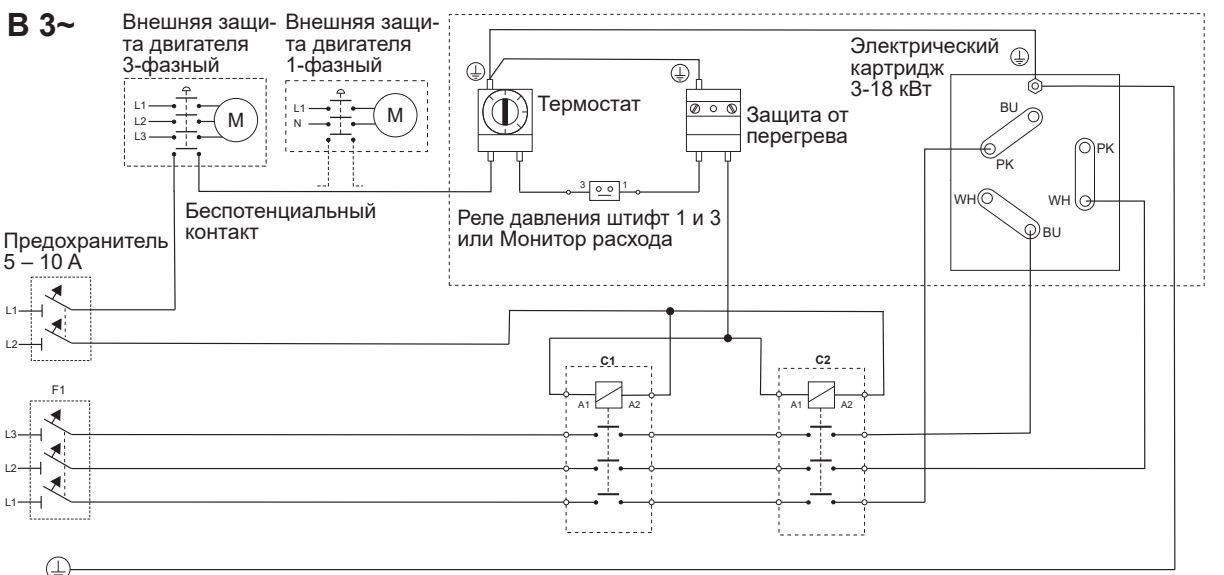 B 3~
Внешняя защи-
та двигателя
3-фазный
Внешняя защи-
та двигателя
1-фазный
L1
L2
L3
M
L1
N
M
Термостат
Защита от
перегрева
Электрический
картридж
3-18 кВт
BU
PK
PK
WH
WH
BU
3
1
Беспотенциальный
контакт
Реле давления штифт 1 и 3
или Монитор расхода
Предохранитель
5 – 10 A
L1
L2
C1
C2
A1
A2
A1
A2
F1
L3
L2
L1